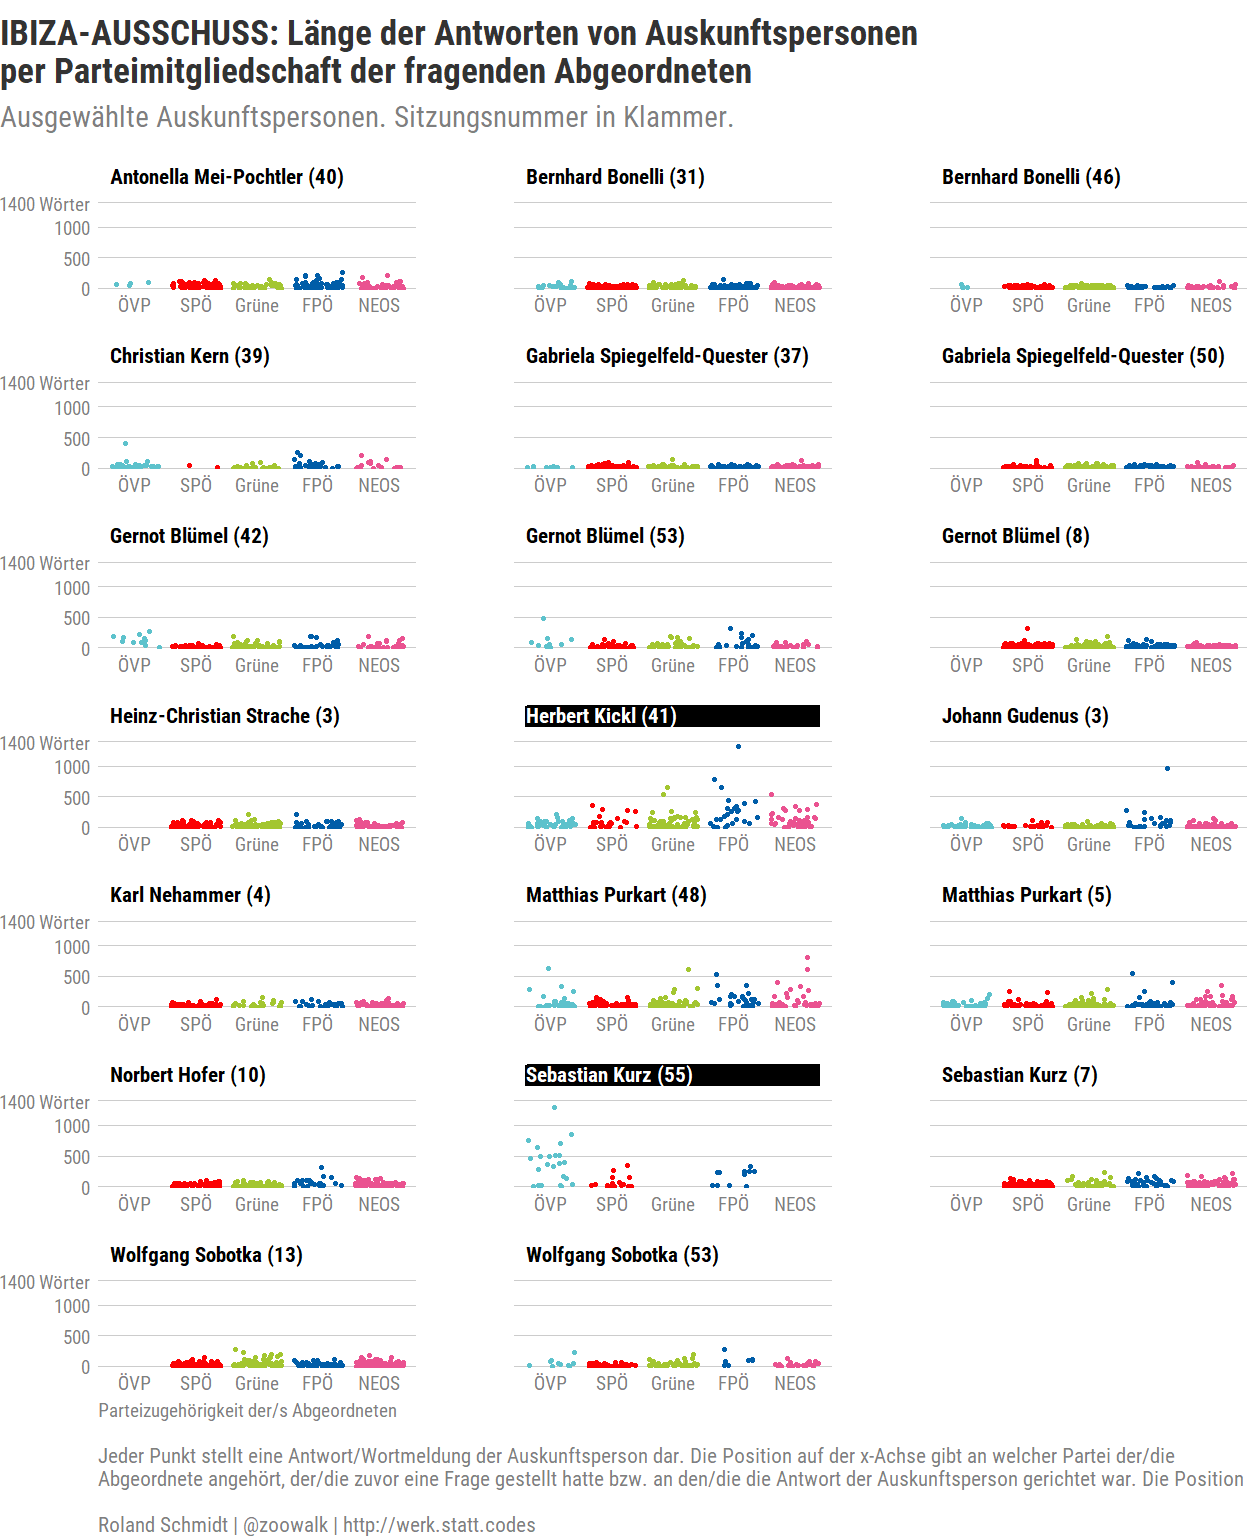 IBIZA-AUSSCHUSS: Länge der Antworten von Auskunftspersonen
per Parteimitgliedschaft der fragenden Abgeordneten
Ausgewählte Auskunftspersonen. Sitzungsnummer in Klammer.
Antonella Mei-Pochtler (40) Bernhard Bonelli (31) Bernhard Bonelli (46)
1400 Wörter
1000
500
0
ÖVP SPÖ Grüne FPÖ NEOS ÖVP SPÖ Grüne FPÖ NEOS ÖVP SPÖ Grüne FPÖ NEOS
Christian Kern (39) Gabriela Spiegelfeld-Quester (37) Gabriela Spiegelfeld-Quester (50)
1400 Wörter
1000
500
0
ÖVP SPÖ Grüne FPÖ NEOS ÖVP SPÖ Grüne FPÖ NEOS ÖVP SPÖ Grüne FPÖ NEOS
Gernot Blümel (42) Gernot Blümel (53) Gernot Blümel (8)
1400 Wörter
1000
500
0
ÖVP SPÖ Grüne FPÖ NEOS ÖVP SPÖ Grüne FPÖ NEOS ÖVP SPÖ Grüne FPÖ NEOS
Heinz-Christian Strache (3) Herbert Kickl (41) Johann Gudenus (3)
1400 Wörter
1000
500
0
ÖVP SPÖ Grüne FPÖ NEOS ÖVP SPÖ Grüne FPÖ NEOS ÖVP SPÖ Grüne FPÖ NEOS
Karl Nehammer (4) Matthias Purkart (48) Matthias Purkart (5)
1400 Wörter
1000
500
0
ÖVP SPÖ Grüne FPÖ NEOS ÖVP SPÖ Grüne FPÖ NEOS ÖVP SPÖ Grüne FPÖ NEOS
Norbert Hofer (10) Sebastian Kurz (55) Sebastian Kurz (7)
1400 Wörter
1000
500
0
ÖVP SPÖ Grüne FPÖ NEOS ÖVP SPÖ Grüne FPÖ NEOS ÖVP SPÖ Grüne FPÖ NEOS
Wolfgang Sobotka (13) Wolfgang Sobotka (53)
1400 Wörter
1000
500
0
ÖVP SPÖ Grüne FPÖ NEOS ÖVP SPÖ Grüne FPÖ NEOS
Parteizugehörigkeit der/s Abgeordneten
Jeder Punkt stellt eine Antwort/Wortmeldung der Auskunftsperson dar. Die Position auf der x-Achse gibt an welcher Partei der/die
Abgeordnete angehört, der/die zuvor eine Frage gestellt hatte bzw. an den/die die Antwort der Auskunftsperson gerichtet war. Die Position
Roland Schmidt | @zoowalk | http://werk.statt.codes